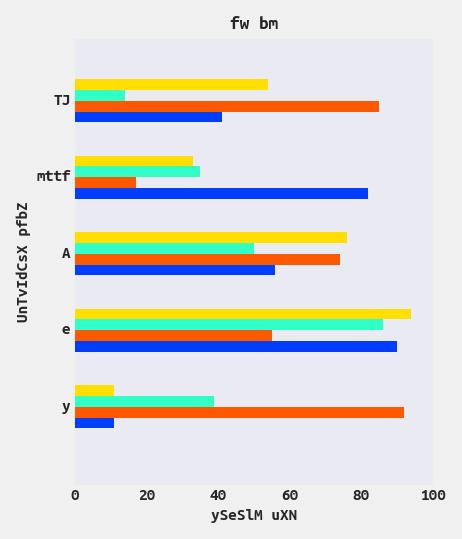 fw bm
TJ
mttf
A
e
y
UnTvIdCsX pfbZ
0 20 40 60 80 100
ySeSlM uXN